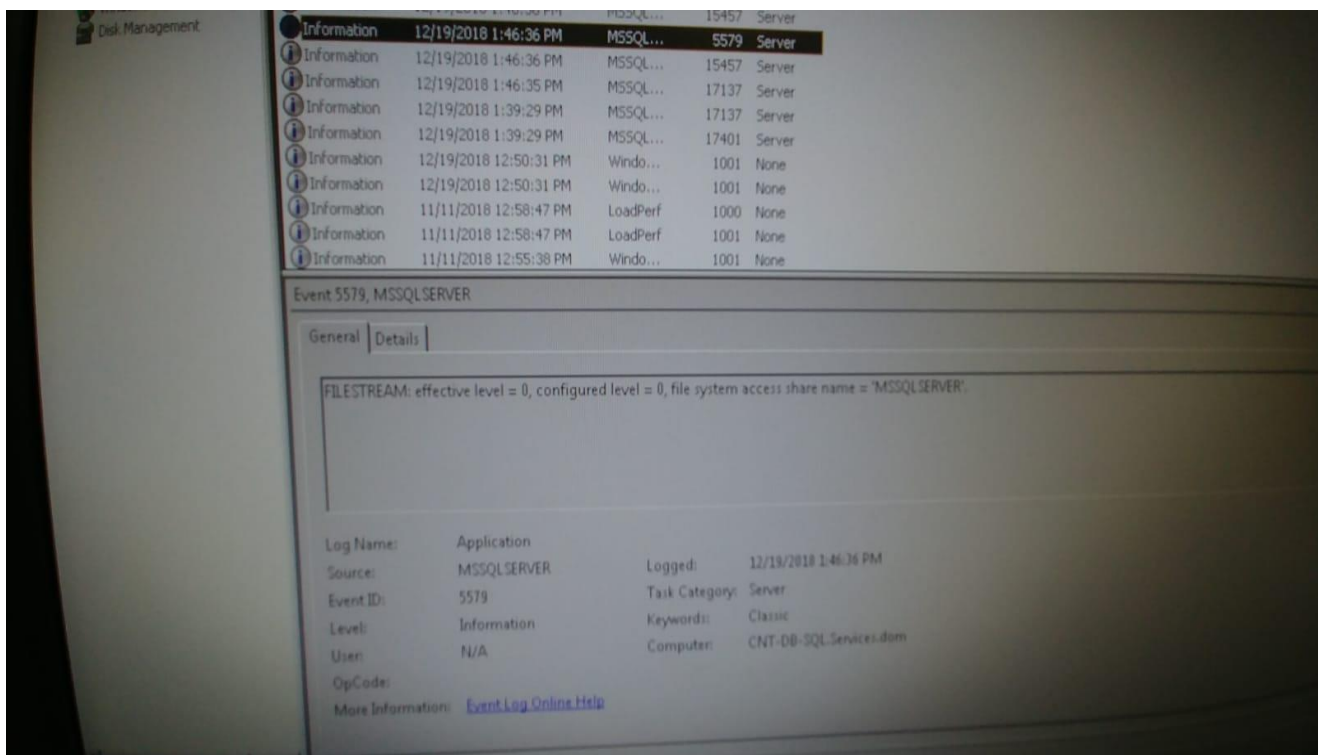 Disk Management
15457 Server
Information 12/19/2018 1:46:36 PM MSSQL... 5579 Server
Information 12/19/2018 1:46:36 PM MSSQL... 15457 Server
Information 12/19/2018 1:46:35 PM MSSQL... 17137 Server
Information 12/19/2018 1:39:29 PM MSSQL... 17137 Server
Information 12/19/2018 1:39:29 PM MSSQL... 17401 Server
Information 12/19/2018 12:50:31 PM Windo... 1001 None
Information 12/19/2018 12:50:31 PM Windo... 1001 None
Information 11/11/2018 12:58:47 PM LoadPerf 1000 None
Information 11/11/2018 12:58:47 PM LoadPerf 1001 None
Information 11/11/2018 12:55:38 PM Windo... 1001 None
Event 5579, MSSQLSERVER
General Details
FILESTREAM: effective level = 0, configured level = 0, file system access share name = 'MSSQLSERVER'.
Log Name: Application
Source: MSSQLSERVER Logged: 12/19/2018 1:46:36 PM
Event ID: 5579 Task Category: Server
Level: Information Keywords: Classic
User: N/A Computer: CNT-DB-SQL.Services.dom
OpCode:
More Information: Event Log Online Help